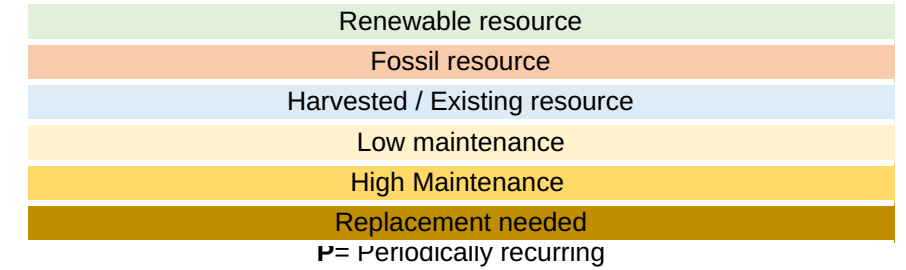 Renewable resource
Fossil resource
Harvested / Existing resource
Low maintenance
High Maintenance
Replacement needed
P= Periodically recurring